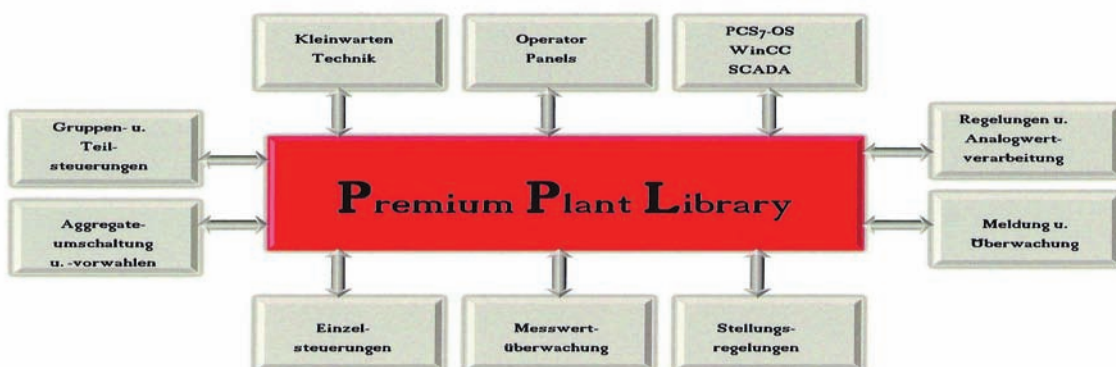 Kleinwarten
Technik
Operator
Panels
PCS7-OS
WinCC
SCADA
Gruppen- u.
Teil-
steuerungen
Regelungen u.
Analogwert-
verarbeitung
Premium Plant Library
Aggregate-
umschaltung
u. -vorwahlen
Meldung u.
Überwachung
Einzel-
steuerungen
Messwert-
überwachung
Stellungs-
regelungen